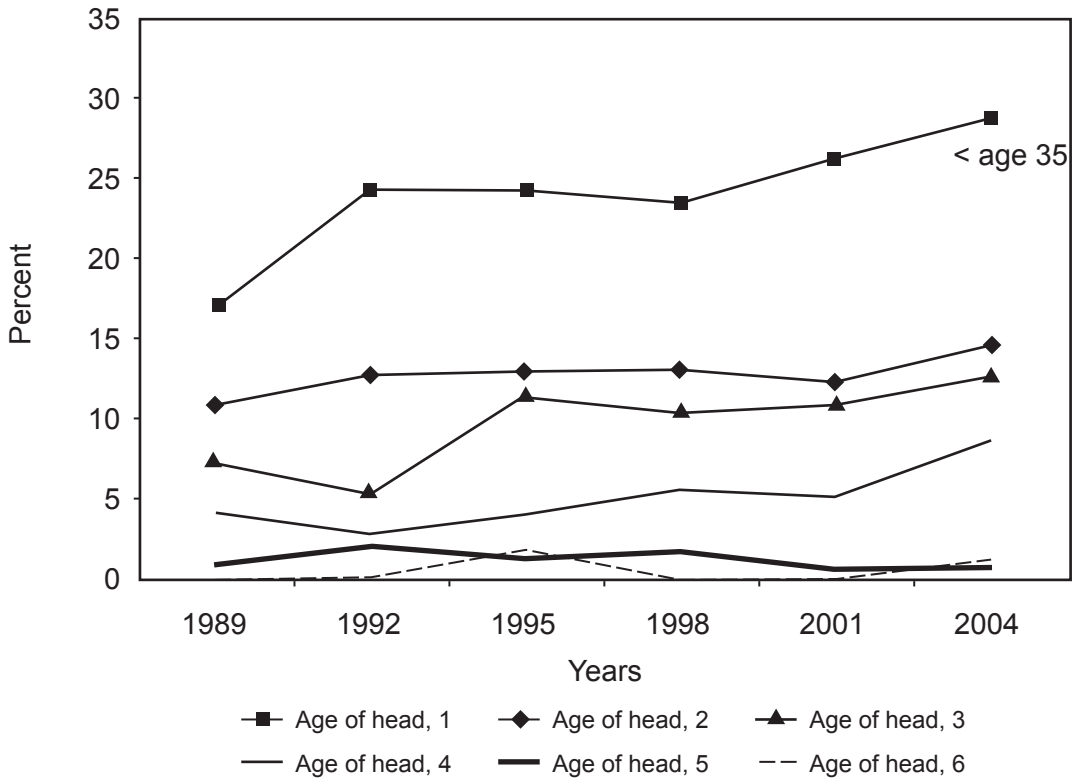 35
30
25
20
15
10
5
0
Percent
< age 35
1989 1992 1995 1998 2001 2004
Years
Age of head, 1 Age of head, 2 Age of head, 3
Age of head, 4 Age of head, 5 Age of head, 6